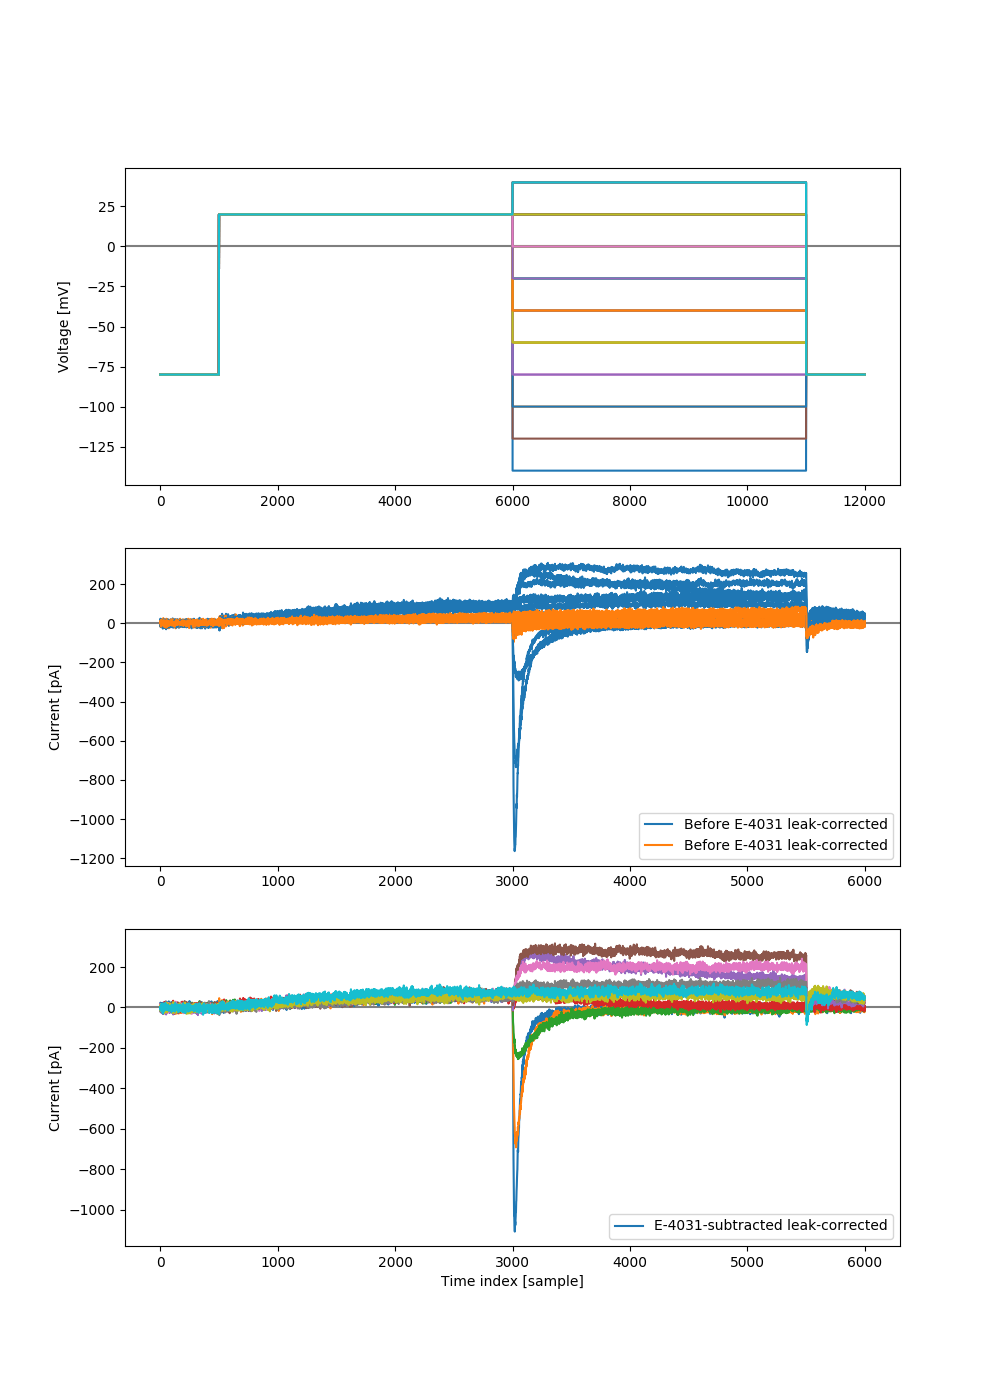 25
0
−25
−50
−75
−100
−125
Voltage [mV]
0 2000 4000 6000 8000 10000 12000
200
0
−200
−400
−600
−800
−1000
−1200
Current [pA]
Before E-4031 leak-corrected
Before E-4031 leak-corrected
0 1000 2000 3000 4000 5000 6000
200
0
−200
−400
−600
−800
−1000
Current [pA]
E-4031-subtracted leak-corrected
0 1000 2000 3000 4000 5000 6000
Time index [sample]